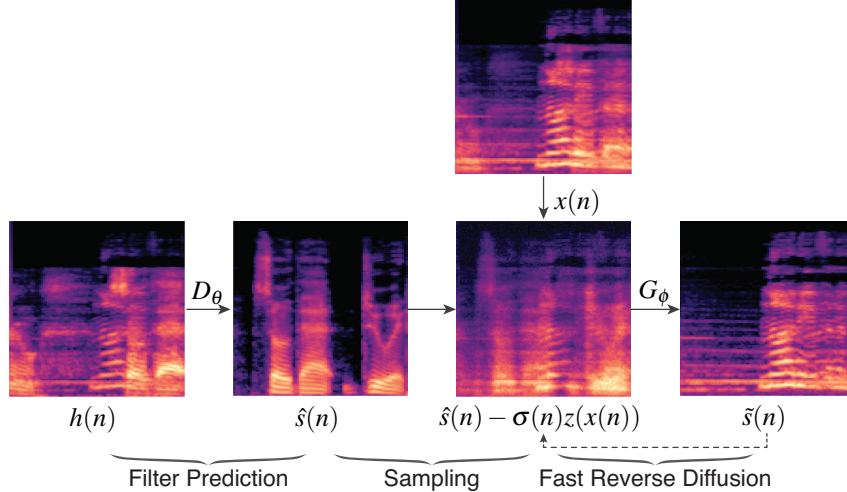 x(n)
D_θ
G_ϕ
h(n)
ŝ(n)
ŝ(n) − σ(n)z(x(n))
s̃(n)
Filter Prediction
Sampling
Fast Reverse Diffusion